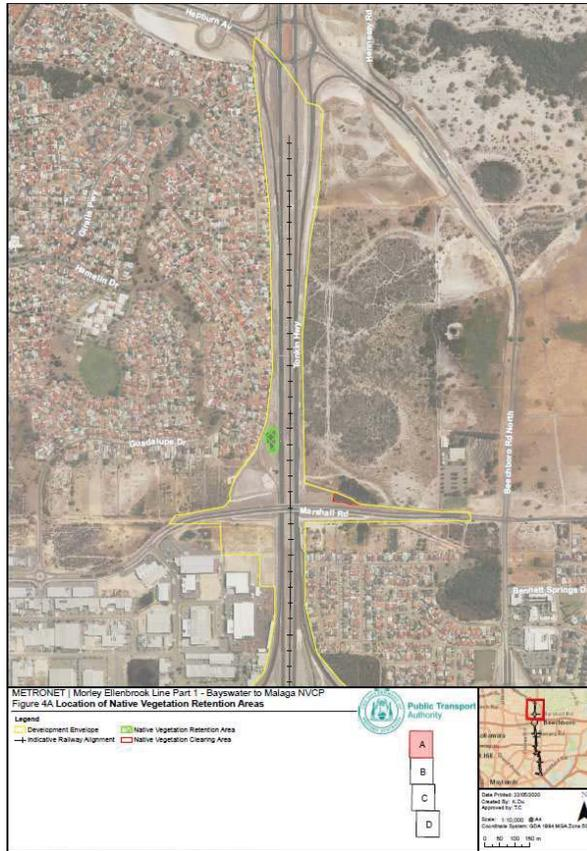 Hepburn Av
Hennessy Rd
Hamelin Dr
Tonkin Hwy
Guadalupe Dr
Beechboro Rd North
Marshall Rd
Bennett Springs D
METRONET | Morley Ellenbrook Line Part 1 - Bayswater to Malaga NVCP
Figure 4A Location of Native Vegetation Retention Areas
Legend
Development Envelope
Native Vegetation Retention Area
Indicative Railway Alignment
Native Vegetation Clearing Area
Public Transport
Authority
A
B
C
D
Beechboro
Maylands
N
Date Printed: 22/05/2020
Created By: K.Du
Approved by: T.C
Scale: 1:10,000 @ A4
Coordinate System: GDA 1994 MGA Zone 50
0 50 100 150 m